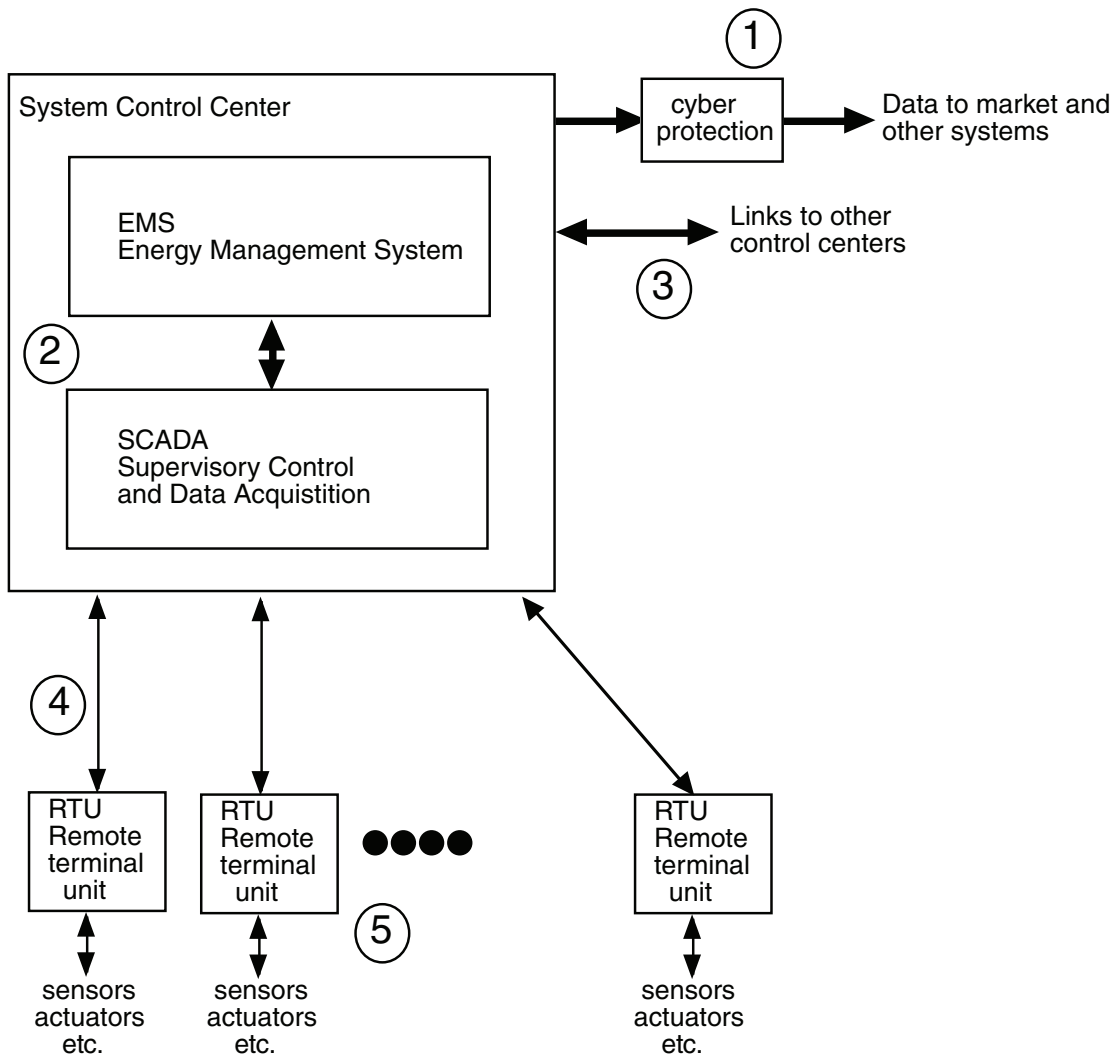 1
System Control Center
cyber
protection
Data to market and
other systems
EMS
Energy Management System
Links to other
control centers
3
2
SCADA
Supervisory Control
and Data Acquistition
4
RTU
Remote
terminal
unit
RTU
Remote
terminal
unit
RTU
Remote
terminal
unit
5
sensors
actuators
etc.
sensors
actuators
etc.
sensors
actuators
etc.